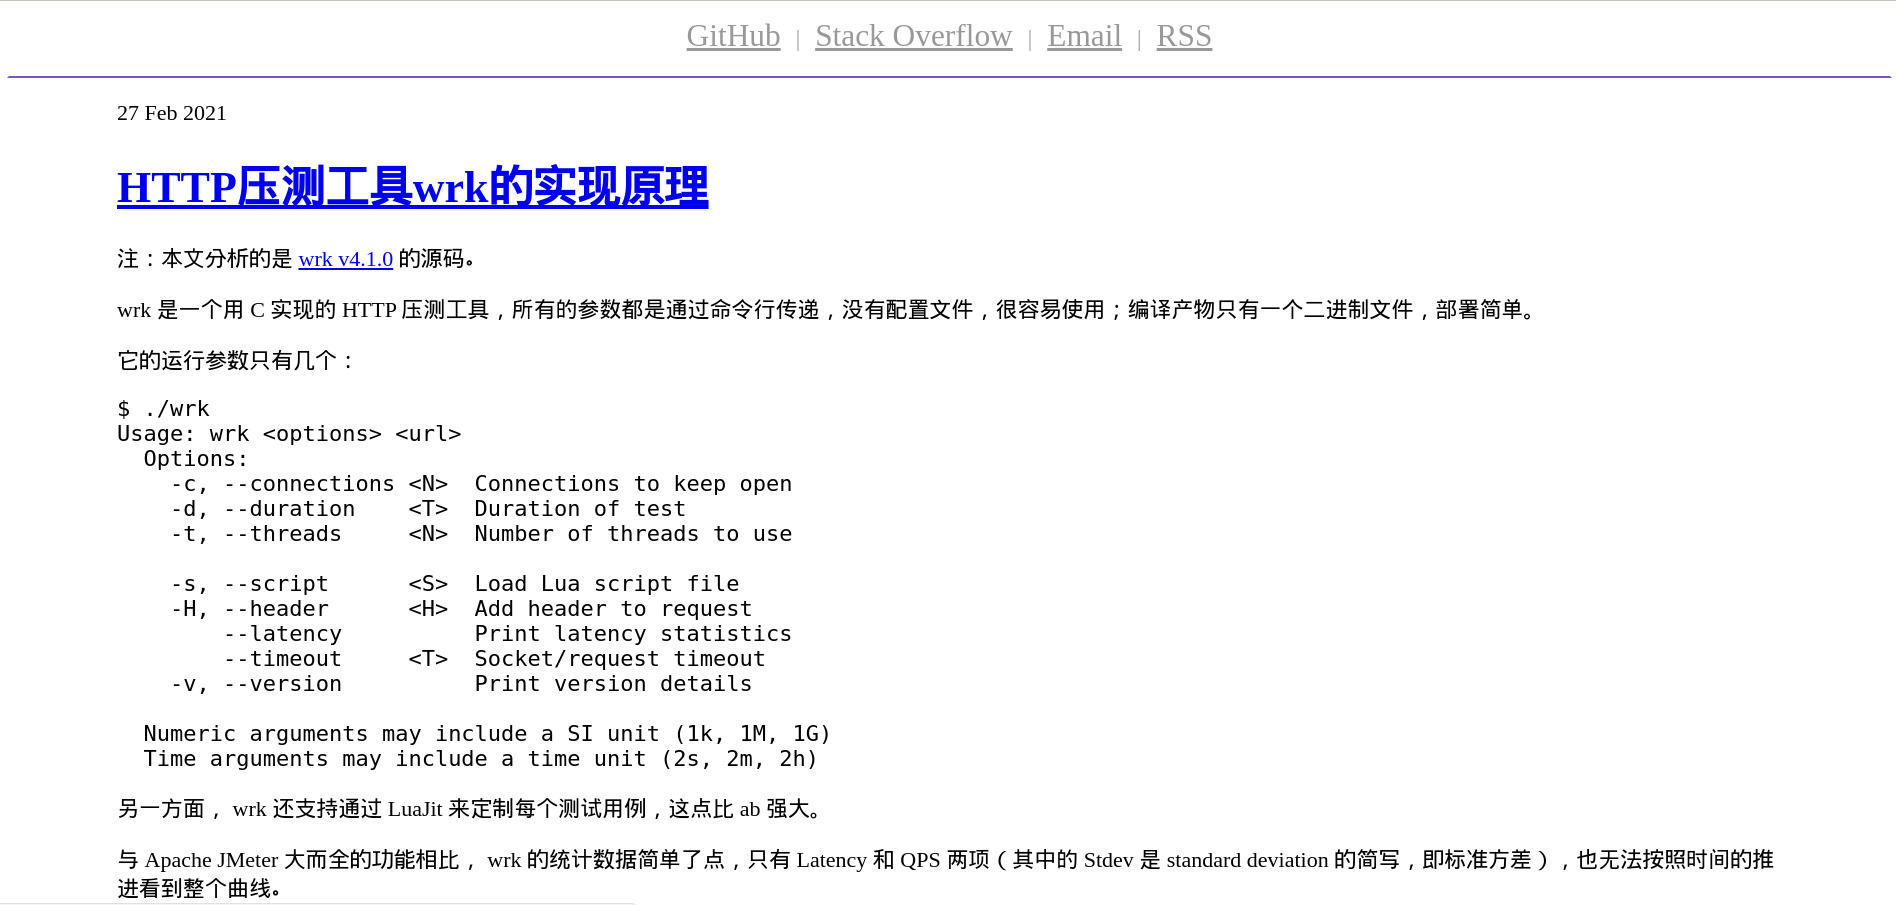 GitHub | Stack Overflow | Email | RSS
27 Feb 2021
HTTP压测工具wrk的实现原理
注：本文分析的是 wrk v4.1.0 的源码。
wrk 是一个用 C 实现的 HTTP 压测工具，所有的参数都是通过命令行传递，没有配置文件，很容易使用；编译产物只有一个二进制文件，部署简单。
它的运行参数只有几个：
$ ./wrk
Usage: wrk <options> <url>
  Options:
    -c, --connections <N>  Connections to keep open
    -d, --duration    <T>  Duration of test
    -t, --threads     <N>  Number of threads to use

    -s, --script      <S>  Load Lua script file
    -H, --header      <H>  Add header to request
        --latency          Print latency statistics
        --timeout     <T>  Socket/request timeout
    -v, --version          Print version details

  Numeric arguments may include a SI unit (1k, 1M, 1G)
  Time arguments may include a time unit (2s, 2m, 2h)
另一方面， wrk 还支持通过 LuaJit 来定制每个测试用例，这点比 ab 强大。
与 Apache JMeter 大而全的功能相比， wrk 的统计数据简单了点，只有 Latency 和 QPS 两项（其中的 Stdev 是 standard deviation 的简写，即标准方差），也无法按照时间的推
进看到整个曲线。